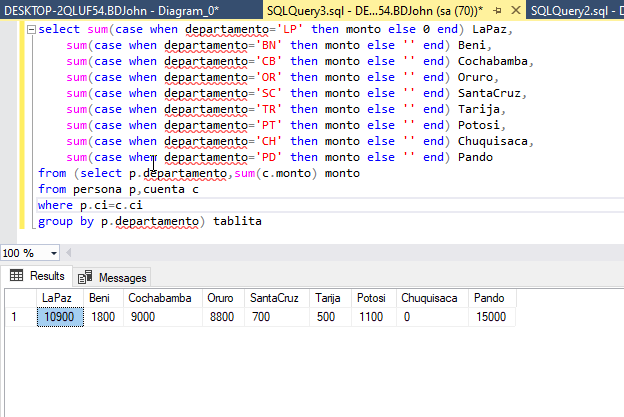 DESKTOP-2QLUF54.BDJohn - Diagram_0* SQLQuery3.sql - DE...54.BDJohn (sa (70))* SQLQuery2.sql - D
select sum(case when departamento='LP' then monto else 0 end) LaPaz,
sum(case when departamento='BN' then monto else '' end) Beni,
sum(case when departamento='CB' then monto else '' end) Cochabamba,
sum(case when departamento='OR' then monto else '' end) Oruro,
sum(case when departamento='SC' then monto else '' end) SantaCruz,
sum(case when departamento='TR' then monto else '' end) Tarija,
sum(case when departamento='PT' then monto else '' end) Potosi,
sum(case when departamento='CH' then monto else '' end) Chuquisaca,
sum(case when departamento='PD' then monto else '' end) Pando
from (select p.departamento,sum(c.monto) monto
from persona p,cuenta c
where p.ci=c.ci
group by p.departamento) tablita
100 %
Results Messages
LaPaz Beni Cochabamba Oruro SantaCruz Tarija Potosi Chuquisaca Pando
1 10900 1800 9000 8800 700 500 1100 0 15000